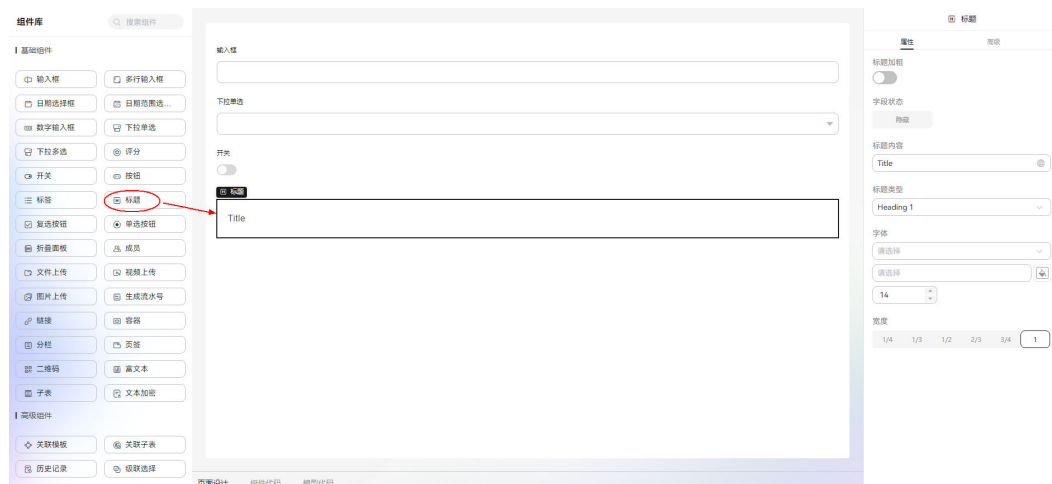 组件库
搜索组件
基础组件
输入框
多行输入框
日期选择框
日期范围选...
数字输入框
下拉单选
下拉多选
评分
开关
按钮
标签
标题
复选按钮
单选按钮
折叠面板
成员
文件上传
视频上传
图片上传
生成流水号
链接
容器
分栏
页签
二维码
富文本
子表
文本加密
高级组件
关联模板
关联子表
历史记录
级联选择
输入框
下拉单选
开关
标题
Title
页面设计
组件代码
模型代码
标题
属性
高级
标题加粗
字段状态
隐藏
标题内容
Title
标题类型
Heading 1
字体
请选择
请选择
14
宽度
1/4 1/3 1/2 2/3 3/4 1